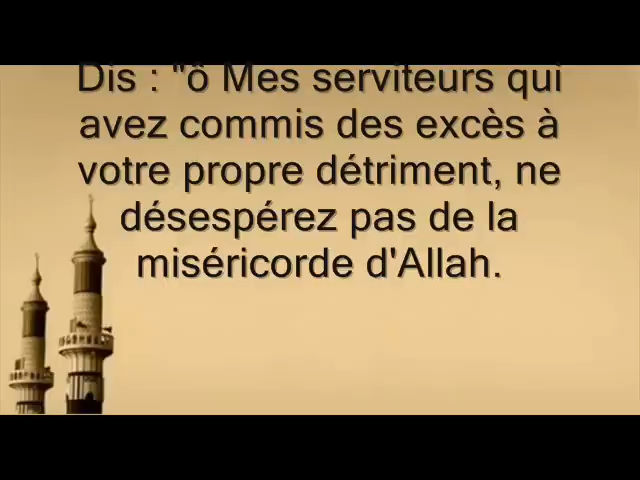 Dis : "ô Mes serviteurs qui
avez commis des excès à
votre propre détriment, ne
désespérez pas de la
miséricorde d'Allah.